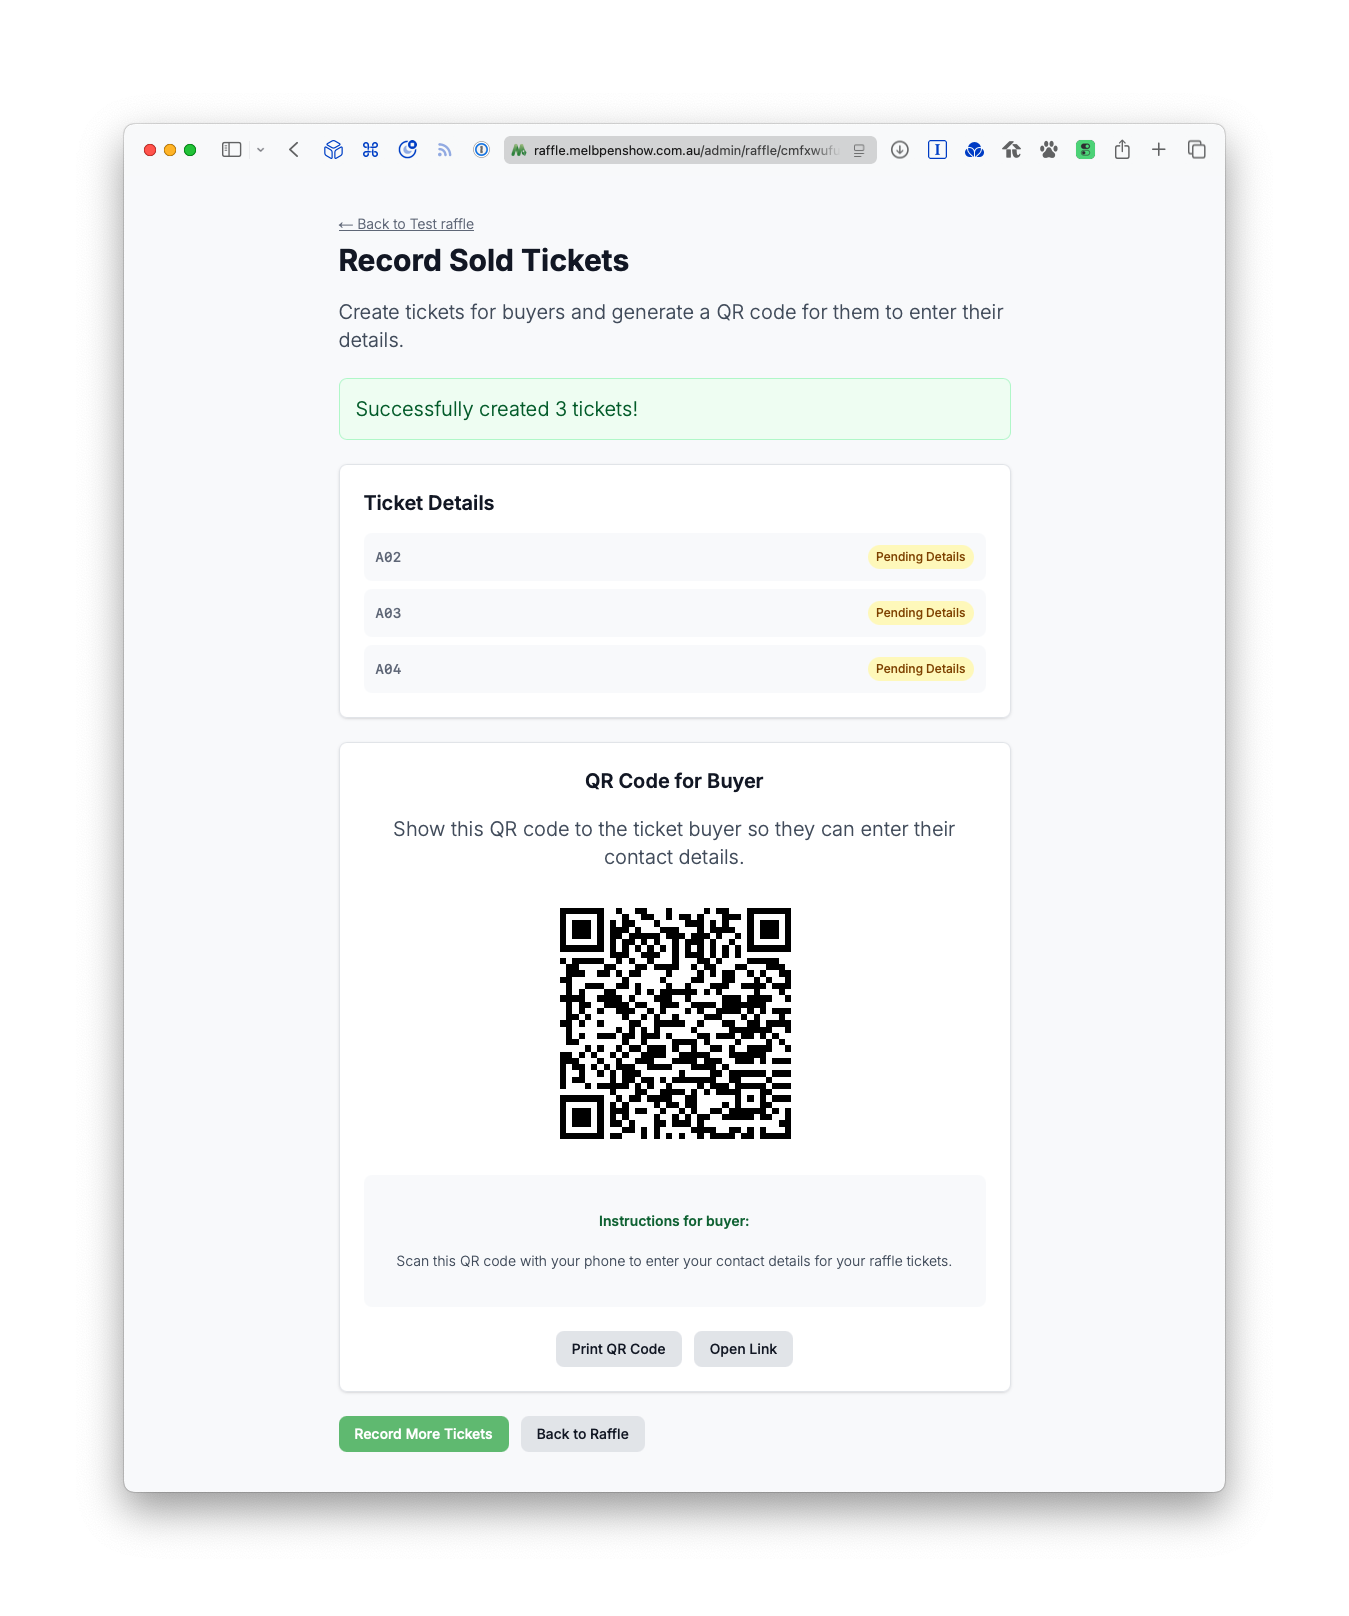 raffle.melbpenshow.com.au/admin/raffle/cmfxwufu
← Back to Test raffle
Record Sold Tickets
Create tickets for buyers and generate a QR code for them to enter their
details.
Successfully created 3 tickets!
Ticket Details
A02 Pending Details
A03 Pending Details
A04 Pending Details
QR Code for Buyer
Show this QR code to the ticket buyer so they can enter their
contact details.
Instructions for buyer:
Scan this QR code with your phone to enter your contact details for your raffle tickets.
Print QR Code Open Link
Record More Tickets Back to Raffle